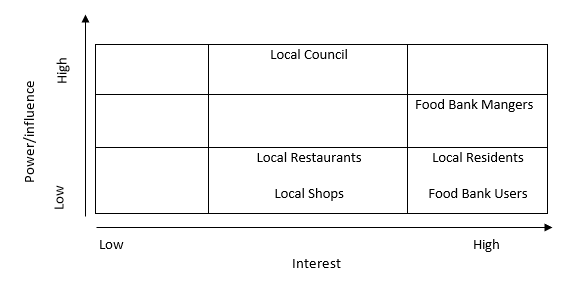 Power/influence
High
Low
Local Council
Food Bank Mangers
Local Restaurants
Local Residents
Local Shops
Food Bank Users
Low
High
Interest